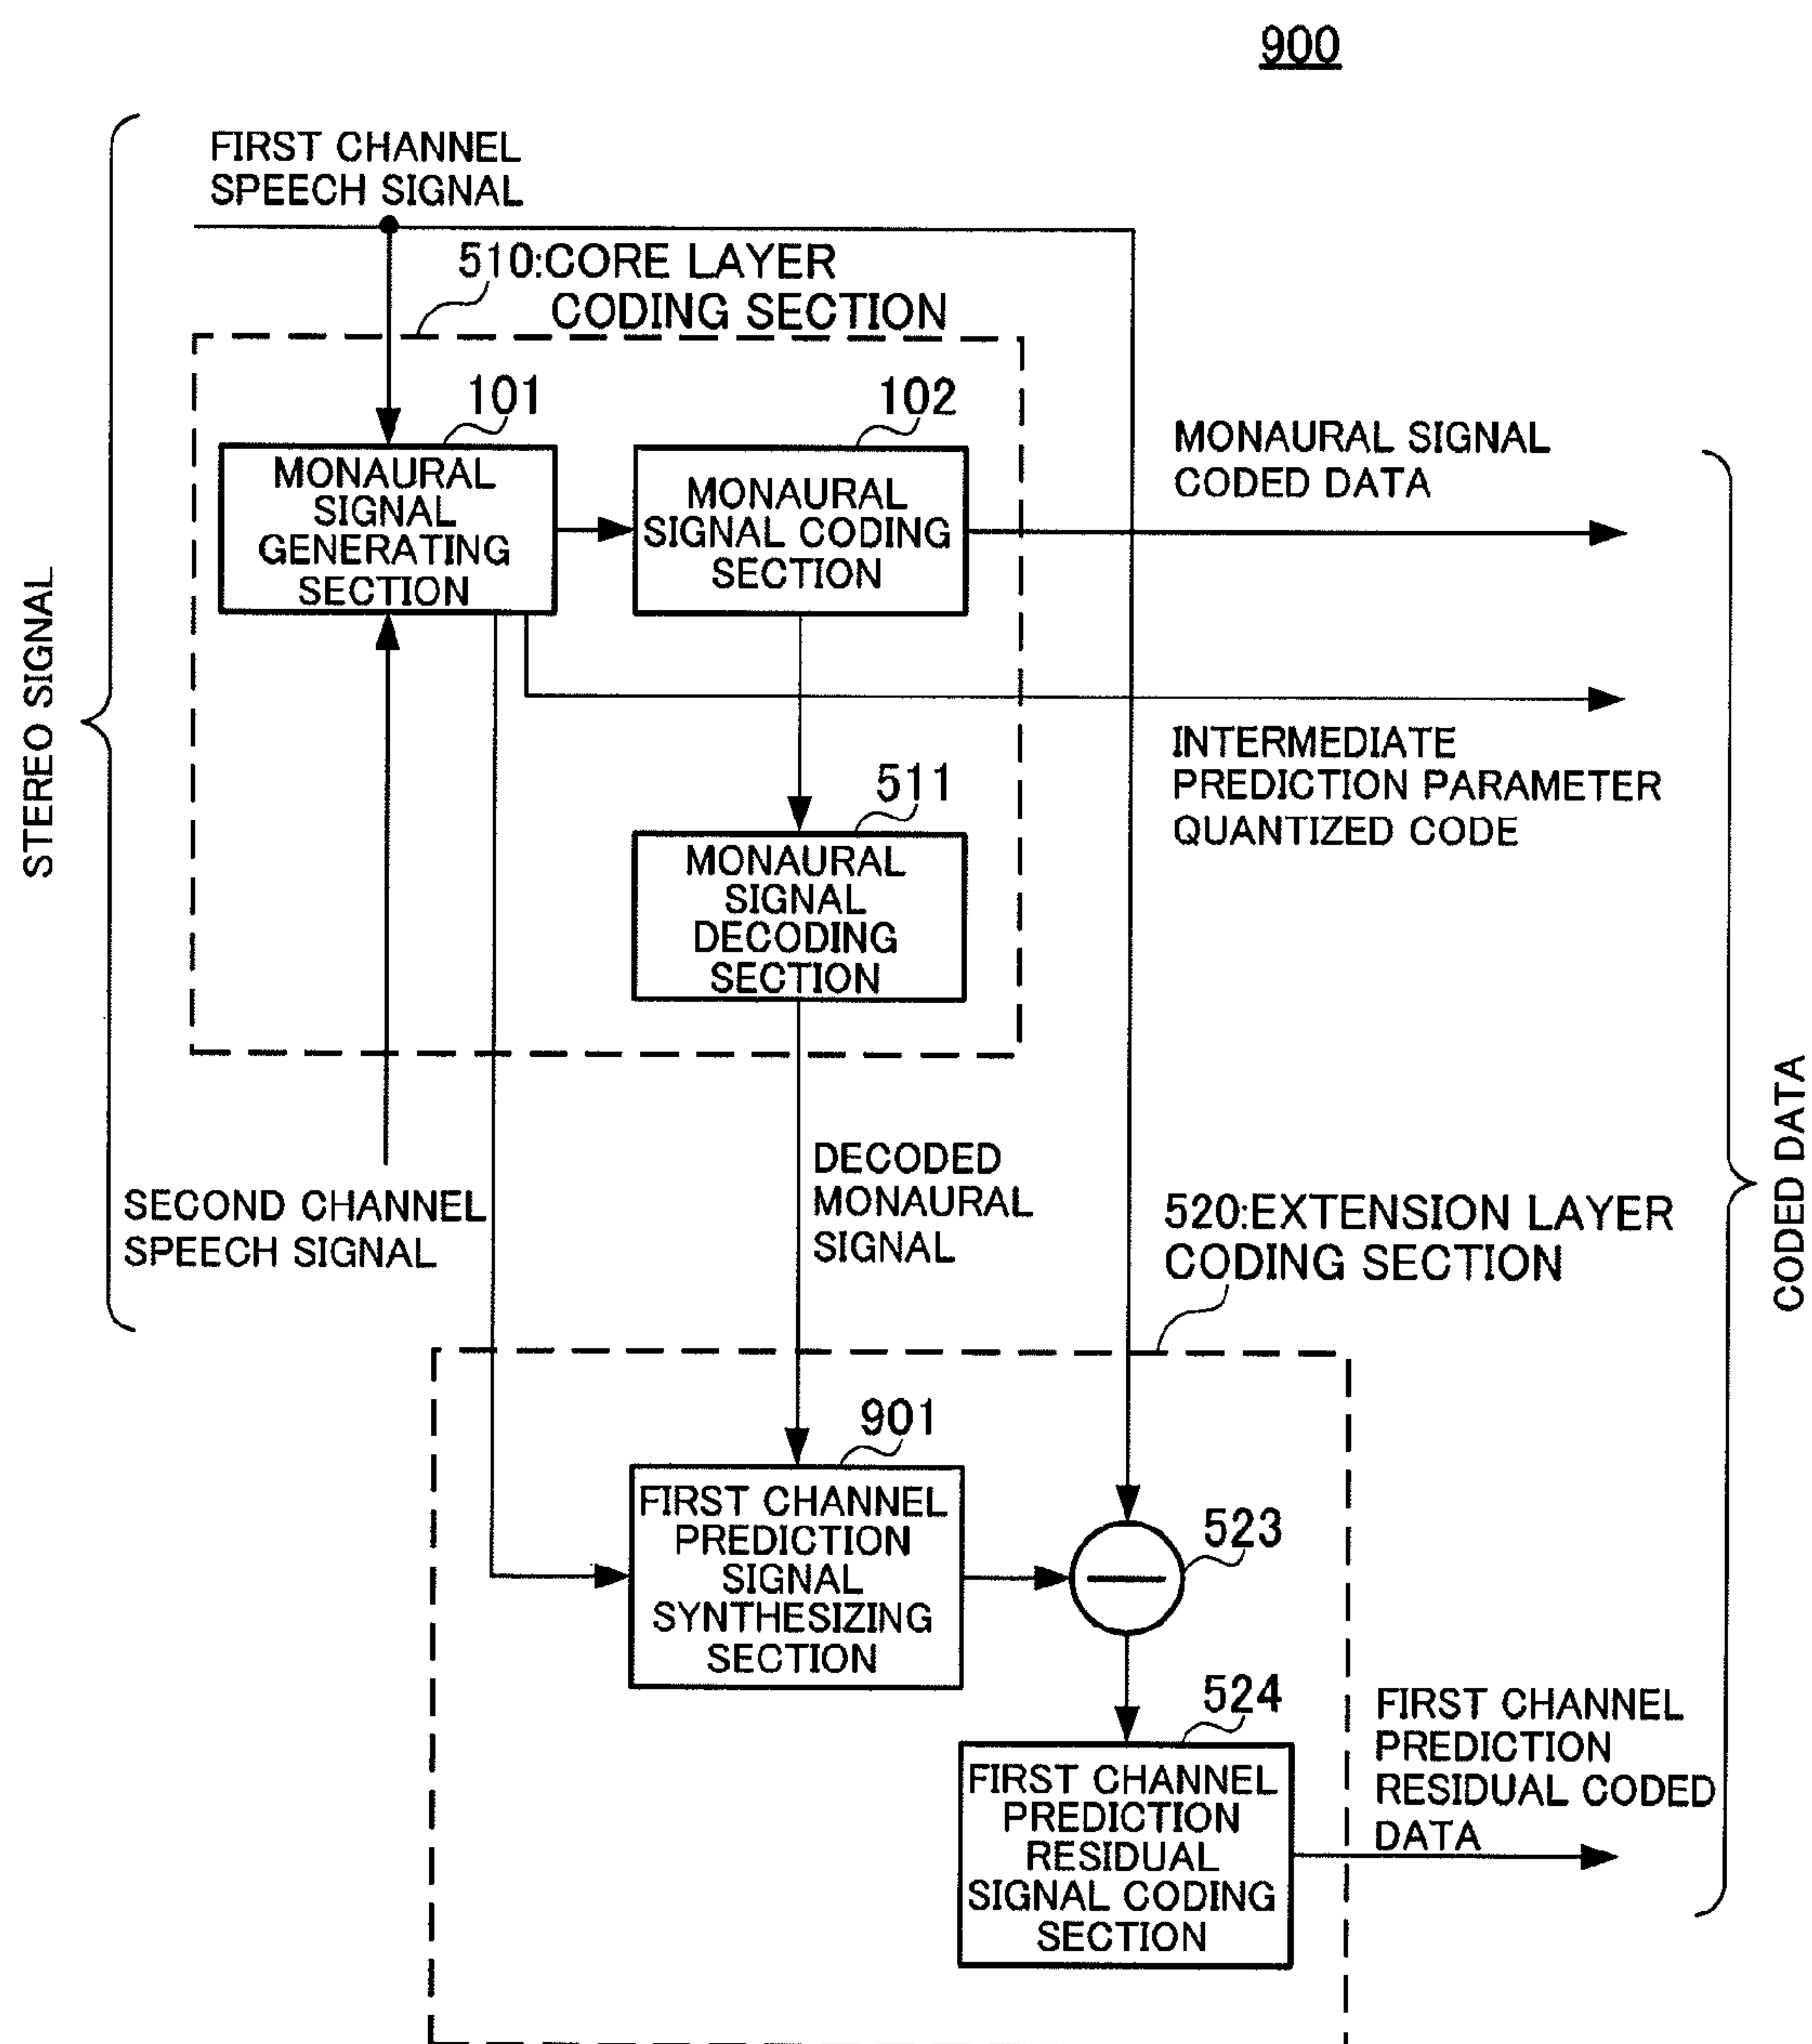 900
FIRST CHANNEL
SPEECH SIGNAL
510:CORE LAYER
CODING SECTION
101
102
MONAURAL
SIGNAL
GENERATING
SECTION
MONAURAL
SIGNAL CODING
SECTION
MONAURAL SIGNAL
CODED DATA
STEREO SIGNAL
INTERMEDIATE
PREDICTION PARAMETER
QUANTIZED CODE
511
MONAURAL
SIGNAL
DECODING
SECTION
SECOND CHANNEL
SPEECH SIGNAL
DECODED
MONAURAL
SIGNAL
520:EXTENSION LAYER
CODING SECTION
CODED DATA
901
FIRST CHANNEL
PREDICTION
SIGNAL
SYNTHESIZING
SECTION
523
524
FIRST CHANNEL
PREDICTION
RESIDUAL
SIGNAL CODING
SECTION
FIRST CHANNEL
PREDICTION
RESIDUAL CODED
DATA